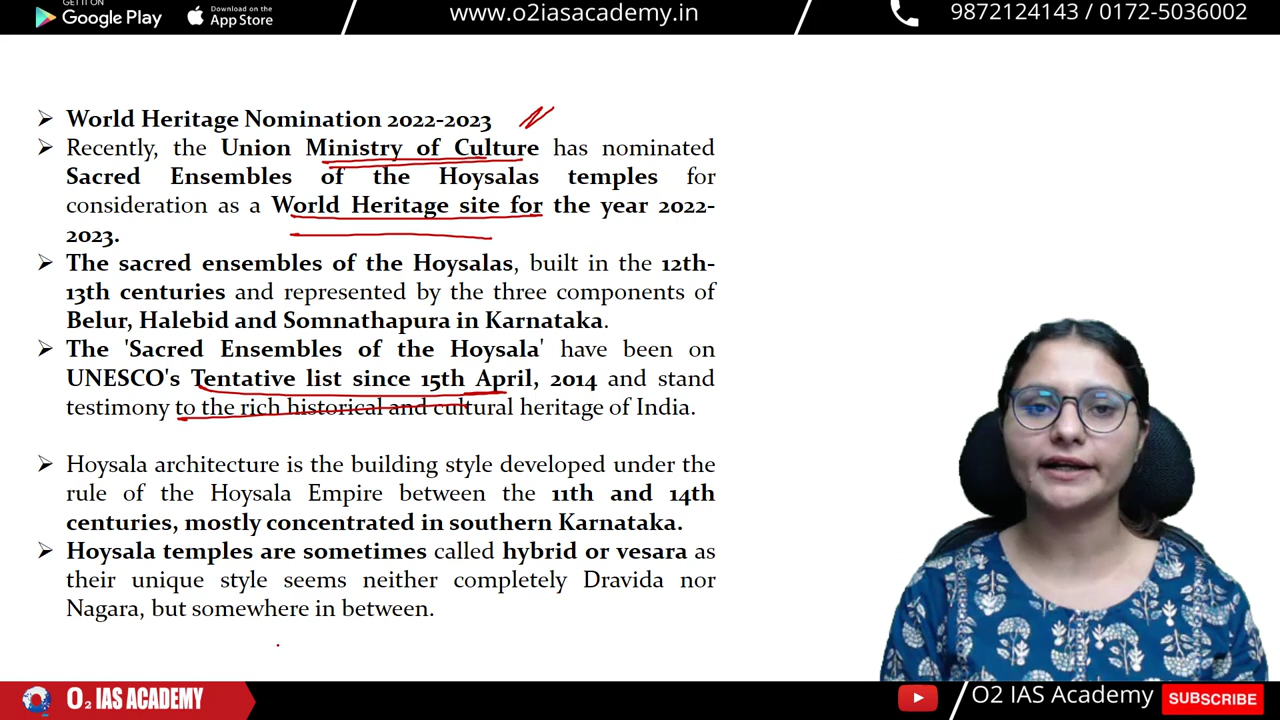 GET IT ON
Google Play
Download on the
App Store
www.o2iasacademy.in
9872124143 / 0172-5036002
➢ World Heritage Nomination 2022-2023
➢ Recently, the Union Ministry of Culture has nominated
Sacred Ensembles of the Hoysalas temples for
consideration as a World Heritage site for the year 2022-
2023.
➢ The sacred ensembles of the Hoysalas, built in the 12th-
13th centuries and represented by the three components of
Belur, Halebid and Somnathapura in Karnataka.
➢ The 'Sacred Ensembles of the Hoysala' have been on
UNESCO's Tentative list since 15th April, 2014 and stand
testimony to the rich historical and cultural heritage of India.
➢ Hoysala architecture is the building style developed under the
rule of the Hoysala Empire between the 11th and 14th
centuries, mostly concentrated in southern Karnataka.
➢ Hoysala temples are sometimes called hybrid or vesara as
their unique style seems neither completely Dravida nor
Nagara, but somewhere in between.
O2 IAS ACADEMY
O2 IAS Academy
SUBSCRIBE